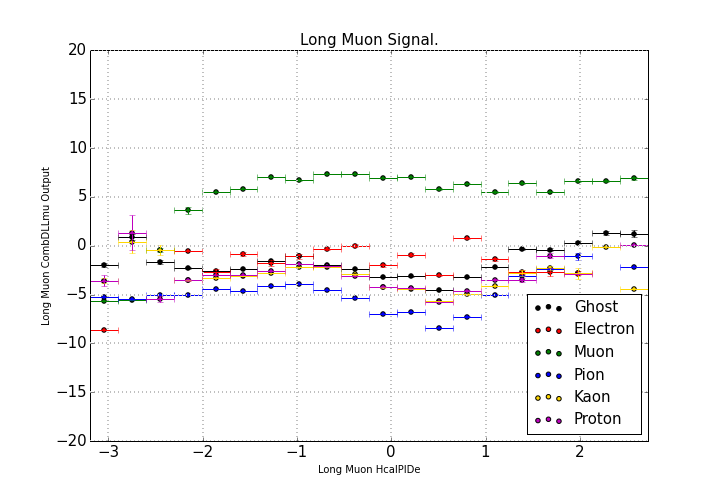 Long Muon Signal.
20
15
10
5
0
−5
−10
−15
−20
Long Muon CombDLLmu Output
−3
−2
−1
0
1
2
Long Muon HcalPIDe
Ghost
Electron
Muon
Pion
Kaon
Proton